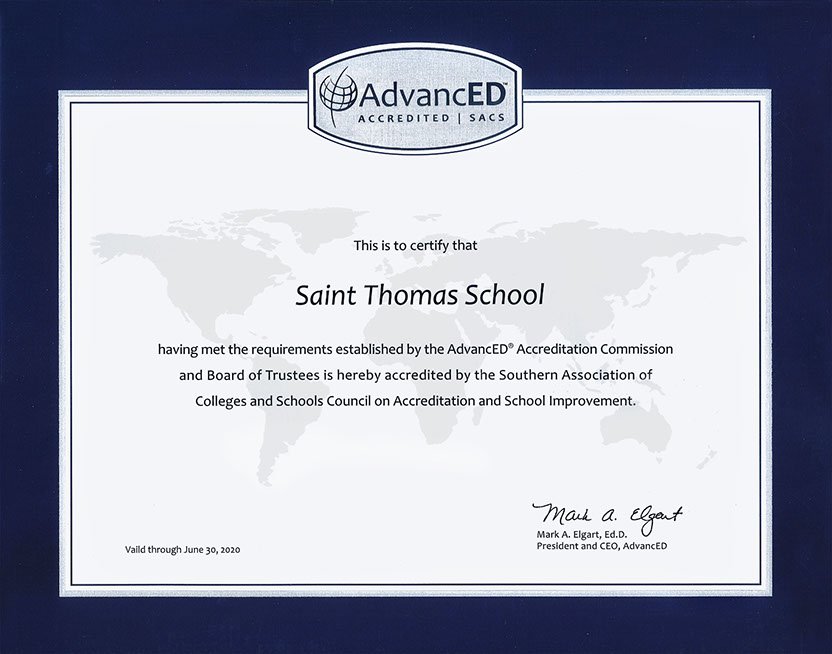 AdvancED™
ACCREDITED | SACS
This is to certify that
Saint Thomas School
having met the requirements established by the AdvancED® Accreditation Commission
and Board of Trustees is hereby accredited by the Southern Association of
Colleges and Schools Council on Accreditation and School Improvement.
Mark A. Elgart
Mark A. Elgart, Ed.D.
President and CEO, AdvancED
Valid through June 30, 2020